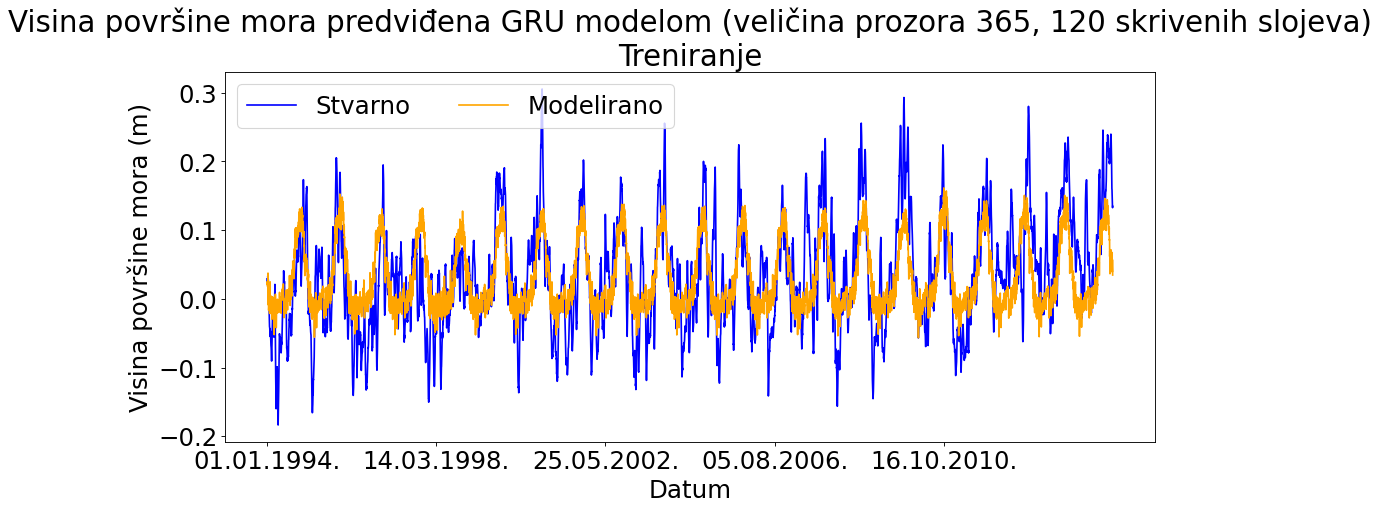 Visina površine mora predviđena GRU modelom (veličina prozora 365, 120 skrivenih slojeva)
Treniranje
Stvarno
Modelirano
Visina površine mora (m)
0.3
0.2
0.1
0.0
−0.1
−0.2
01.01.1994.
14.03.1998.
25.05.2002.
05.08.2006.
16.10.2010.
Datum